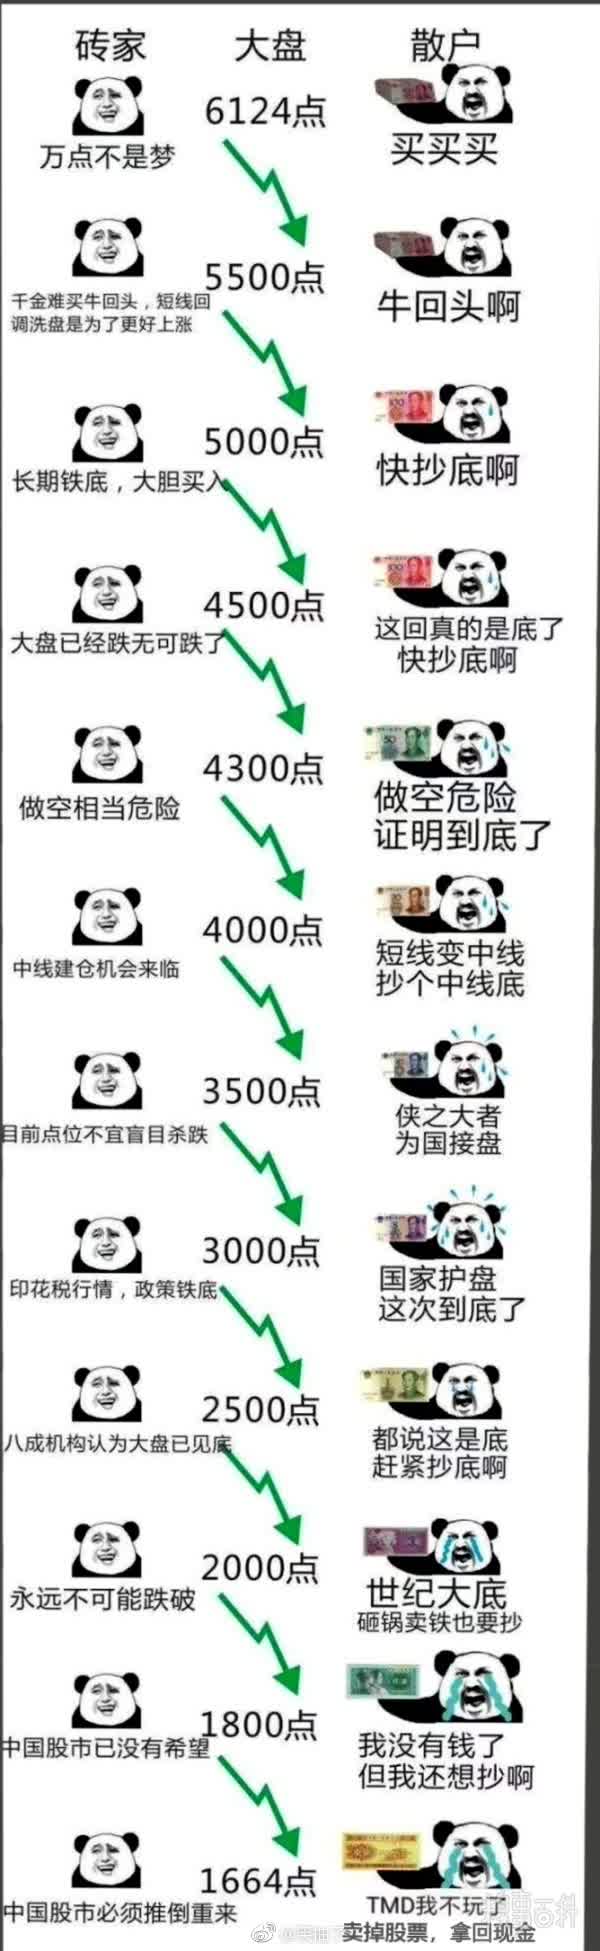 砖家 大盘 散户
6124点
万点不是梦
买买买
5500点
千金难买牛回头，短线回
调洗盘是为了更好上涨
牛回头啊
5000点
长期铁底，大胆买入
快抄底啊
4500点
大盘已经跌无可跌了
这回真的是底了
快抄底啊
4300点
做空相当危险
做空危险
证明到底了
4000点
中线建仓机会来临
短线变中线
抄个中线底
3500点
目前点位不宜盲目杀跌
侠之大者
为国接盘
3000点
印花税行情，政策铁底
国家护盘
这次到底了
2500点
八成机构认为大盘已见底
都说这是底
赶紧抄底啊
2000点
永远不可能跌破
世纪大底
砸锅卖铁也要抄
1800点
中国股市已没有希望
我没有钱了
但我还想抄啊
1664点
中国股市必须推倒重来
TMD我不玩了
卖掉股票，拿回现金